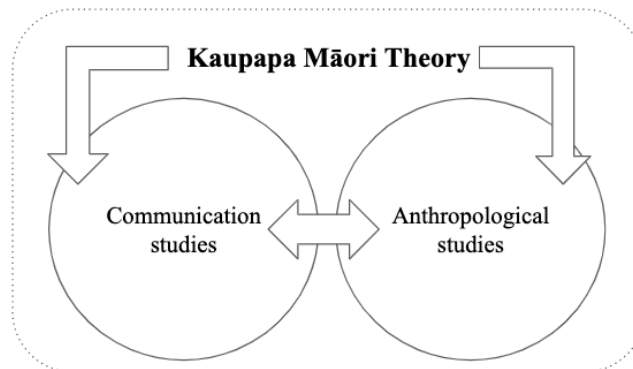 Kaupapa Māori Theory
Communication
studies
Anthropological
studies